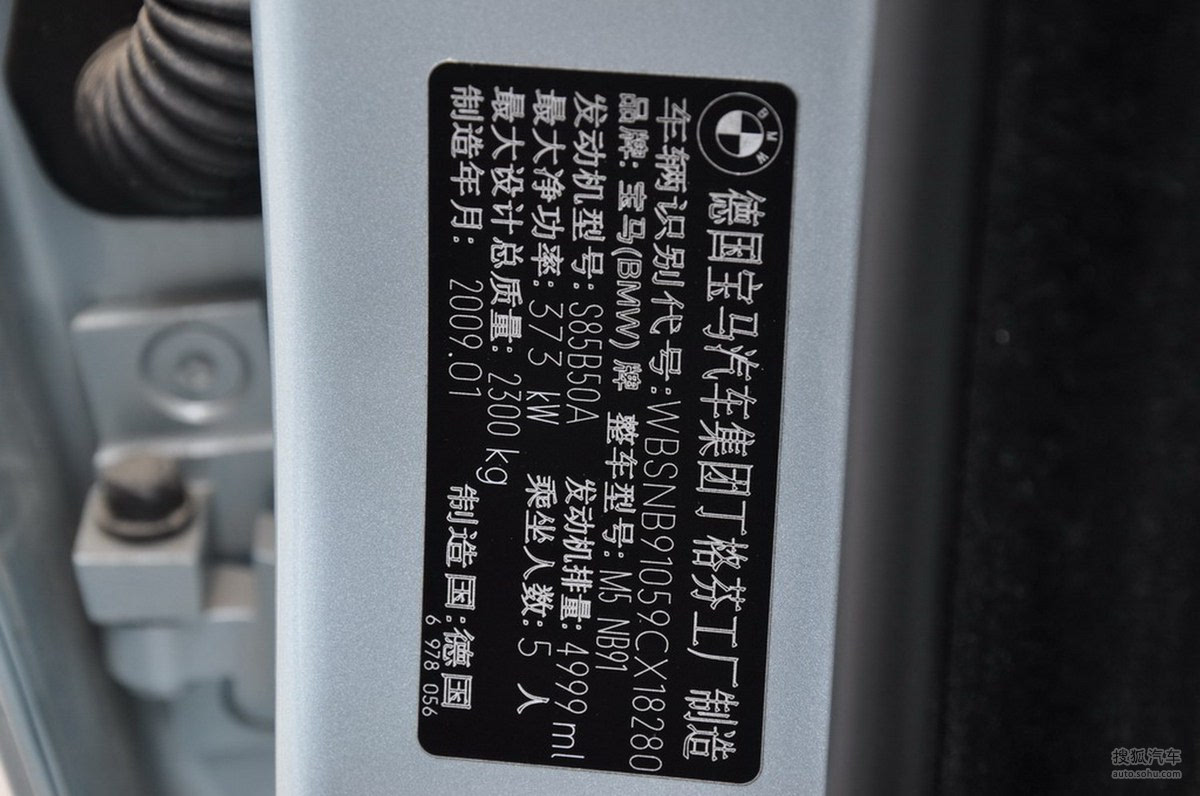 BMW
德国宝马汽车集团丁格芬工厂制造
车辆识别代号:WBSNB91059CX18280
品牌: 宝马(BMW)牌 整车型号: M5 NB91
发动机型号: S85B50A 发动机排量: 4999 ml
最大净功率: 373 kW 乘坐人数: 5 人
最大设计总质量: 2300 kg
制造年月: 2009.01 制造国:德国
6 978 056
搜狐汽车
auto.sohu.com